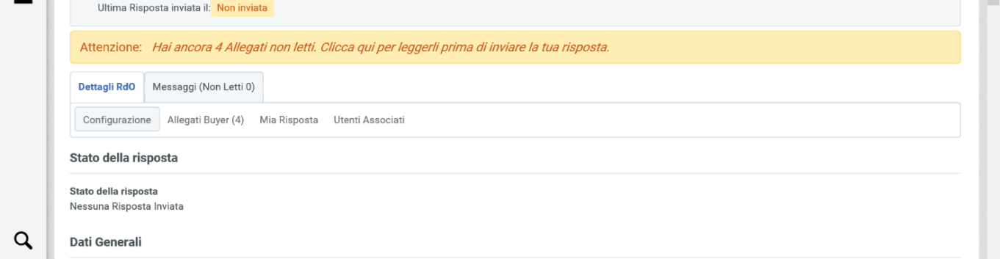 Ultima Risposta inviata il: Non inviata
Attenzione: Hai ancora 4 Allegati non letti. Clicca qui per leggerli prima di inviare la tua risposta.
Dettagli RdO Messaggi (Non Letti 0)
Configurazione Allegati Buyer (4) Mia Risposta Utenti Associati
Stato della risposta
Stato della risposta
Nessuna Risposta Inviata
Dati Generali